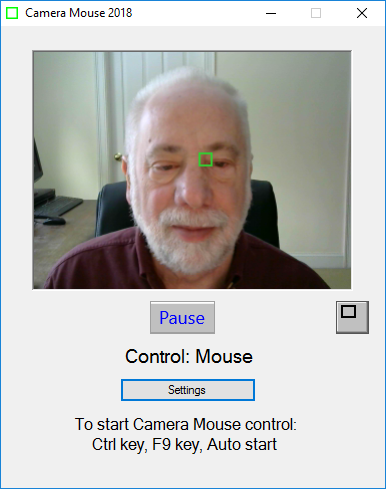 Camera Mouse 2018
Pause
Control: Mouse
Settings
To start Camera Mouse control:
Ctrl key, F9 key, Auto start